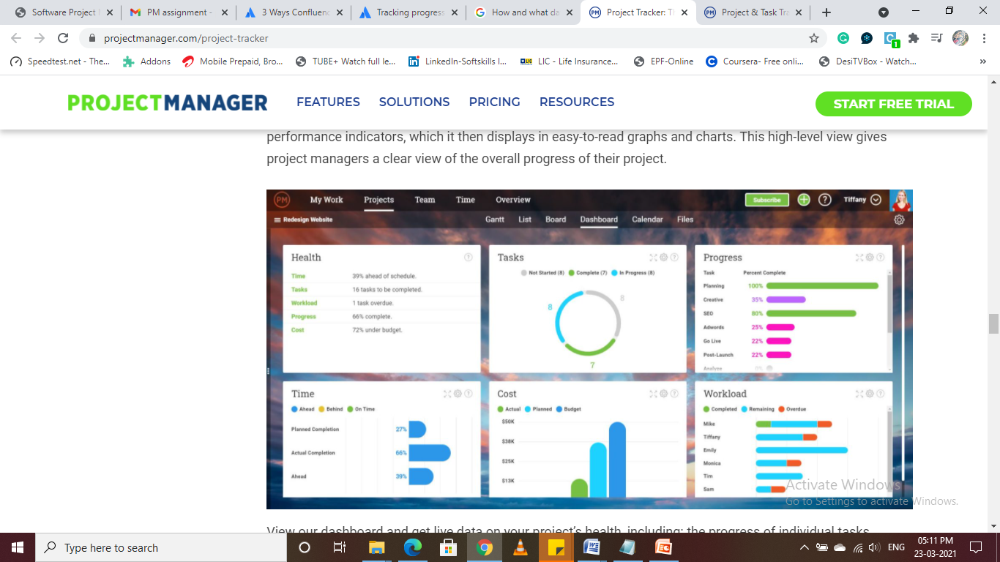 Software Project
PM assignment -
3 Ways Confluenc
Tracking progress
How and what da
Project Tracker: Th
Project & Task Tra
projectmanager.com/project-tracker
Speedtest.net - The...
Addons
Mobile Prepaid, Bro...
TUBE+ Watch full le...
LinkedIn-Softskills I...
LIC - Life Insurance...
EPF-Online
Coursera- Free onli...
DesiTVBox - Watch...
»
PROJECTMANAGER
FEATURES SOLUTIONS PRICING RESOURCES
START FREE TRIAL
performance indicators, which it then displays in easy-to-read graphs and charts. This high-level view gives
project managers a clear view of the overall progress of their project.
PM My Work Projects Team Time Overview Subscribe Tiffany
Redesign Website Gantt List Board Dashboard Calendar Files
Health
Time 39% ahead of schedule.
Tasks 16 tasks to be completed.
Workload 1 task overdue.
Progress 66% complete.
Cost 72% under budget.
Tasks
Not Started (8) Complete (7) In Progress (8)
8
8
7
Progress
Task Percent Complete
Planning 100%
Creative 35%
SEO 80%
Adwords 25%
Go Live 22%
Post-Launch 22%
Analyze 0%
Time
Ahead Behind On Time
Planned Completion 27%
Actual Completion 66%
Ahead 39%
Cost
Actual Planned Budget
$50K
$38K
$25K
$13K
Workload
Completed Remaining Overdue
Mike
Tiffany
Emily
Monica
Tim
Sam
Activate Windows
Go to Settings to activate Windows.
View our dashboard and get live data on your project's health, including: the progress of individual tasks,
Type here to search
ENG
05:11 PM
23-03-2021